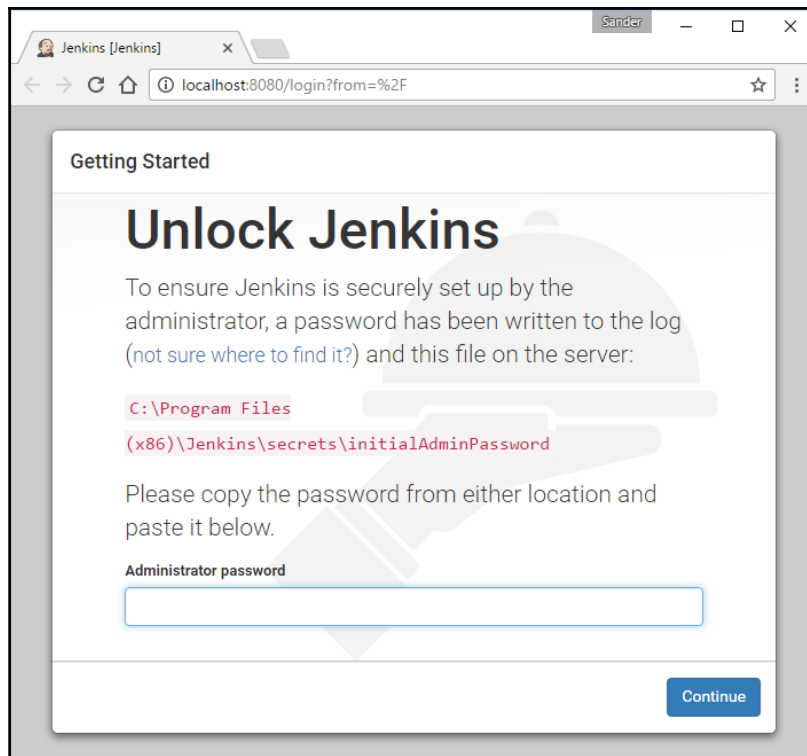 Sander
Jenkins [Jenkins]
localhost:8080/login?from=%2F
Getting Started
Unlock Jenkins
To ensure Jenkins is securely set up by the
administrator, a password has been written to the log
(not sure where to find it?) and this file on the server:
C:\Program Files
(x86)\Jenkins\secrets\initialAdminPassword
Please copy the password from either location and
paste it below.
Administrator password
Continue